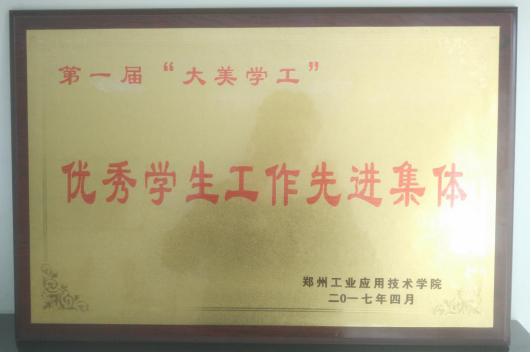 第一届“大美学工”
优秀学生工作先进集体
郑州工业应用技术学院
二〇一七年四月